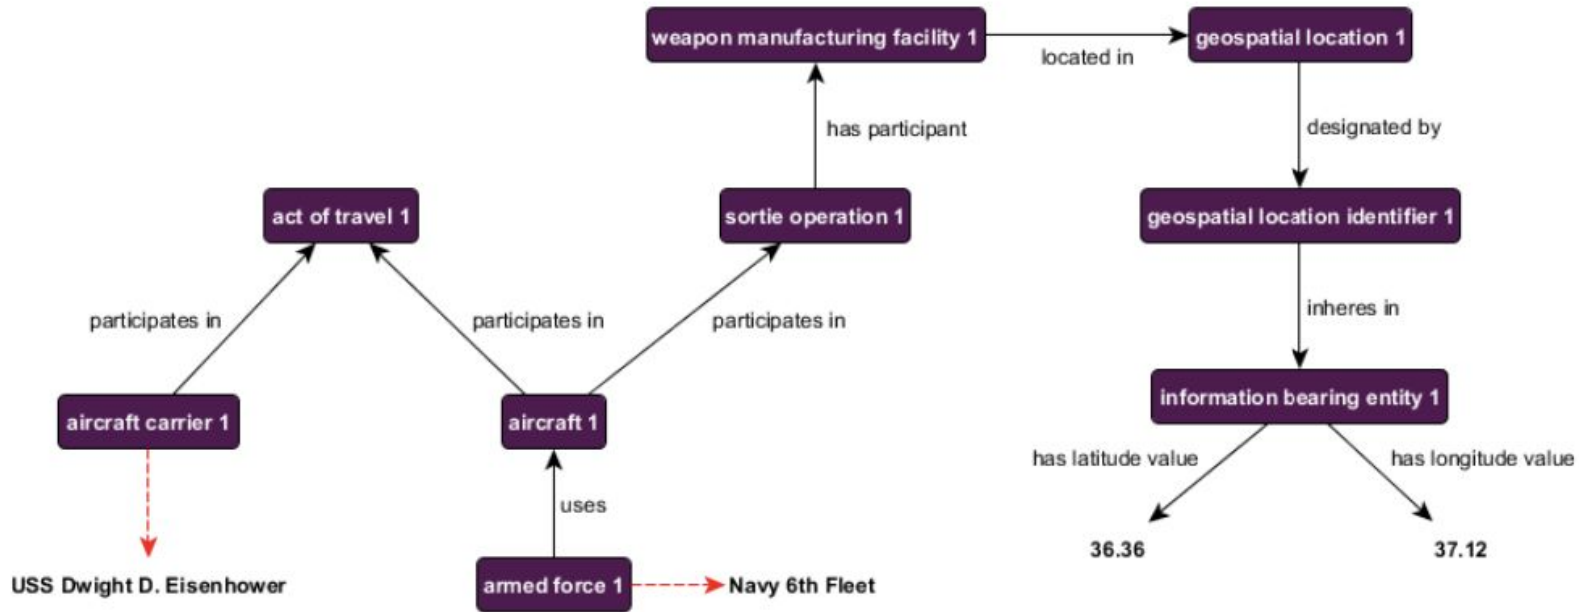 weapon manufacturing facility 1
geospatial location 1
located in
has participant
designated by
act of travel 1
sortie operation 1
geospatial location identifier 1
participates in
participates in
participates in
inheres in
aircraft carrier 1
aircraft 1
information bearing entity 1
has latitude value
has longitude value
uses
36.36
37.12
USS Dwight D. Eisenhower
armed force 1
Navy 6th Fleet